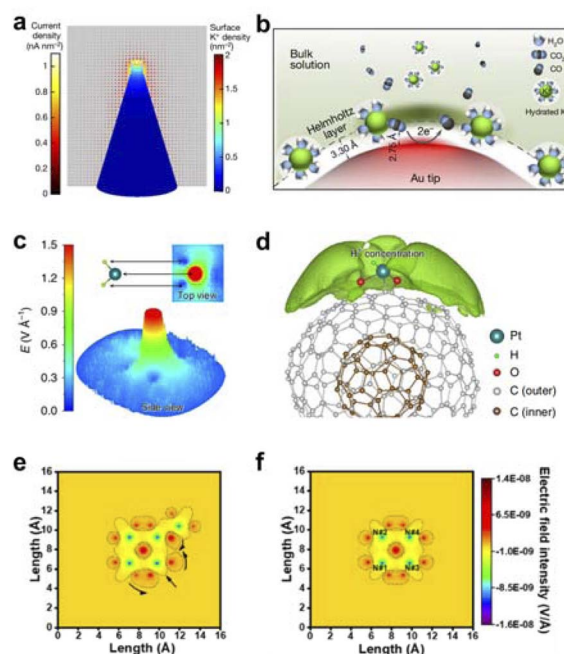 a
Current
density
(nA nm⁻²)
Surface
K⁺ density
(nm⁻²)
1
0.8
0.6
0.4
0.2
0
2
1.5
1
0.5
0
b
Bulk
solution
H₂O
CO₂
CO
K
Hydrated K
Helmholtz
layer
3.30 Å
2.75 Å
2e⁻
Au tip
c
E (V Å⁻¹)
1.5
1.2
0.9
0.6
0.3
0.0
Top view
Side view
d
H⁺ concentration
Pt
H
O
C (outer)
C (inner)
e
Length (Å)
16
14
12
10
8
6
4
2
0
0 2 4 6 8 10 12 14 16
Length (Å)
f
Length (Å)
16
14
12
10
8
6
4
2
0
N#2 N#4
N#1 N#3
0 2 4 6 8 10 12 14 16
Length (Å)
1.4E-08
6.5E-09
-1.0E-09
-8.5E-09
-1.6E-08
Electric field intensity (V/A)